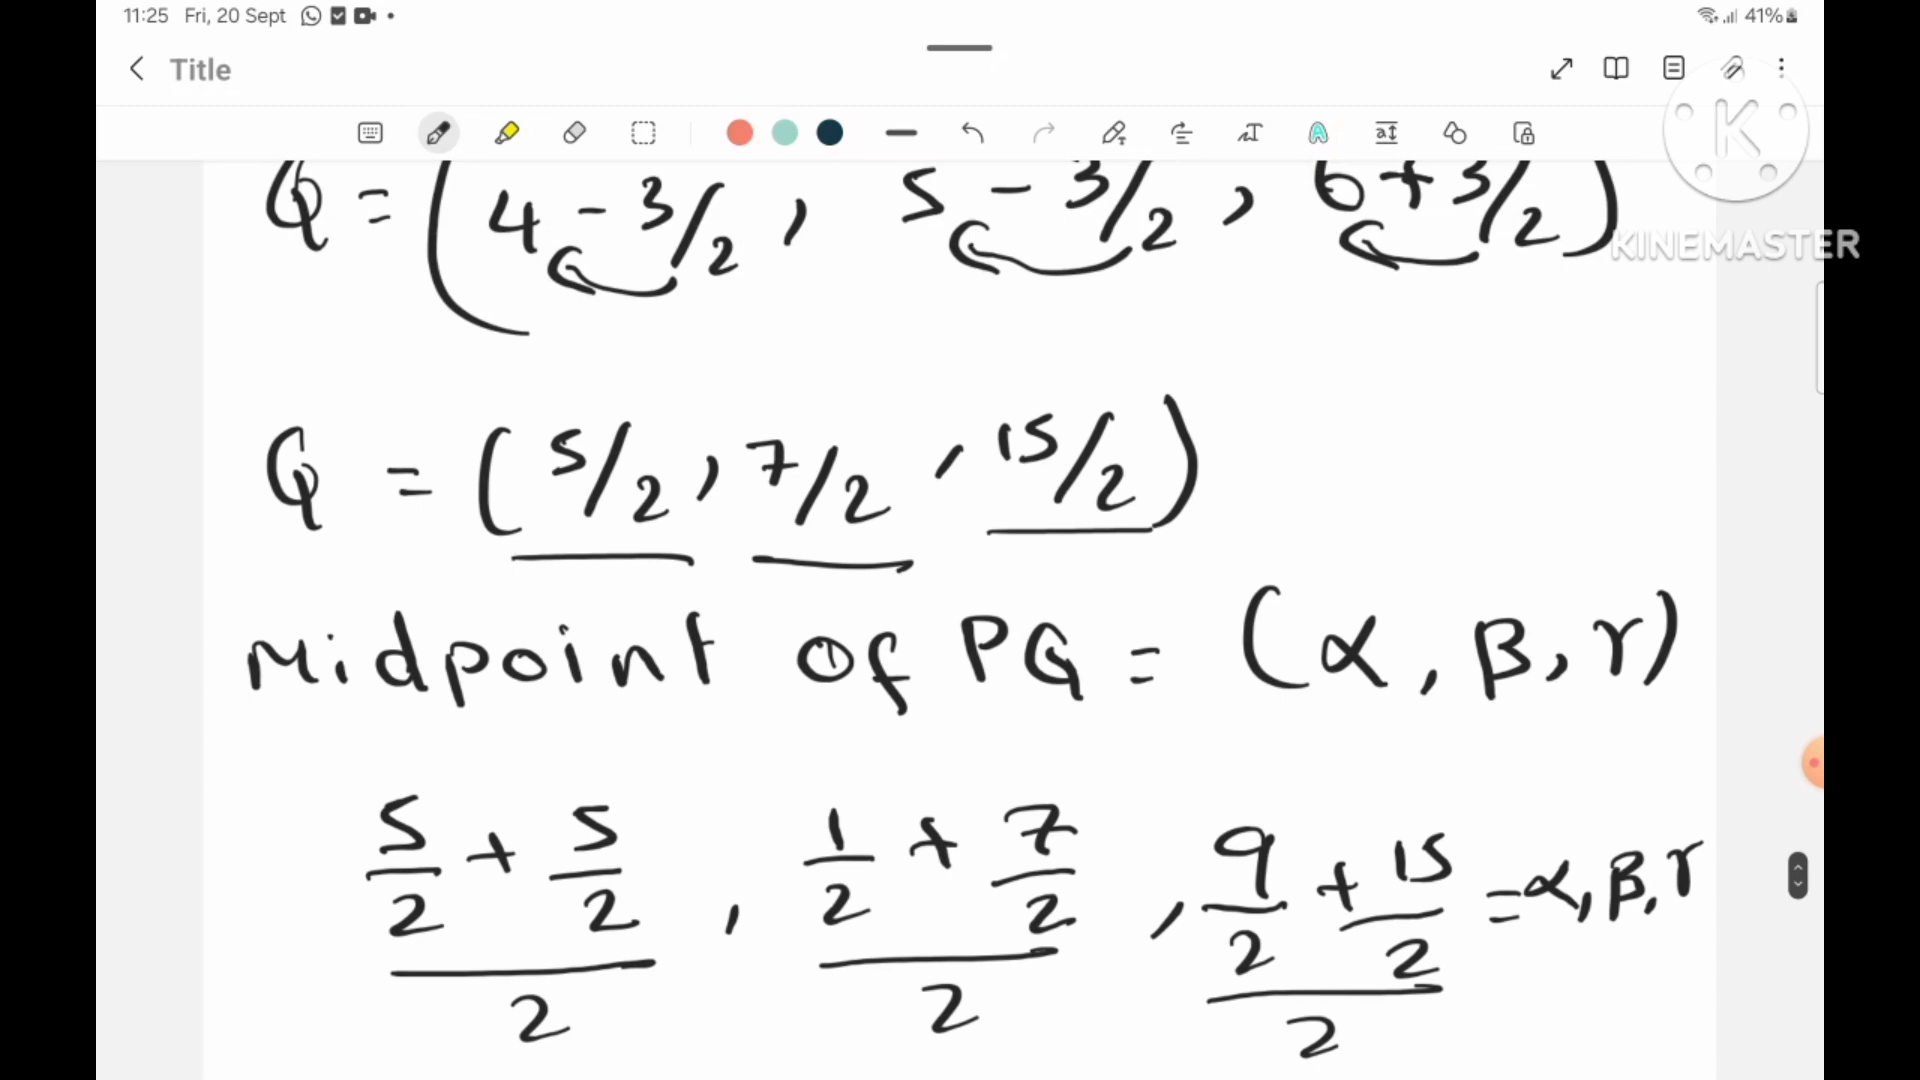 11:25 Fri, 20 Sept
41%
Title
KINEMASTER
Q = (4 - 3/2, 5 - 3/2, 6 + 3/2)
Q = (5/2, 7/2, 15/2)
Midpoint of PQ = (α, β, r)
5/2 + 5/2 / 2, 1/2 + 7/2 / 2, 9/2 + 15/2 / 2 = α, β, r